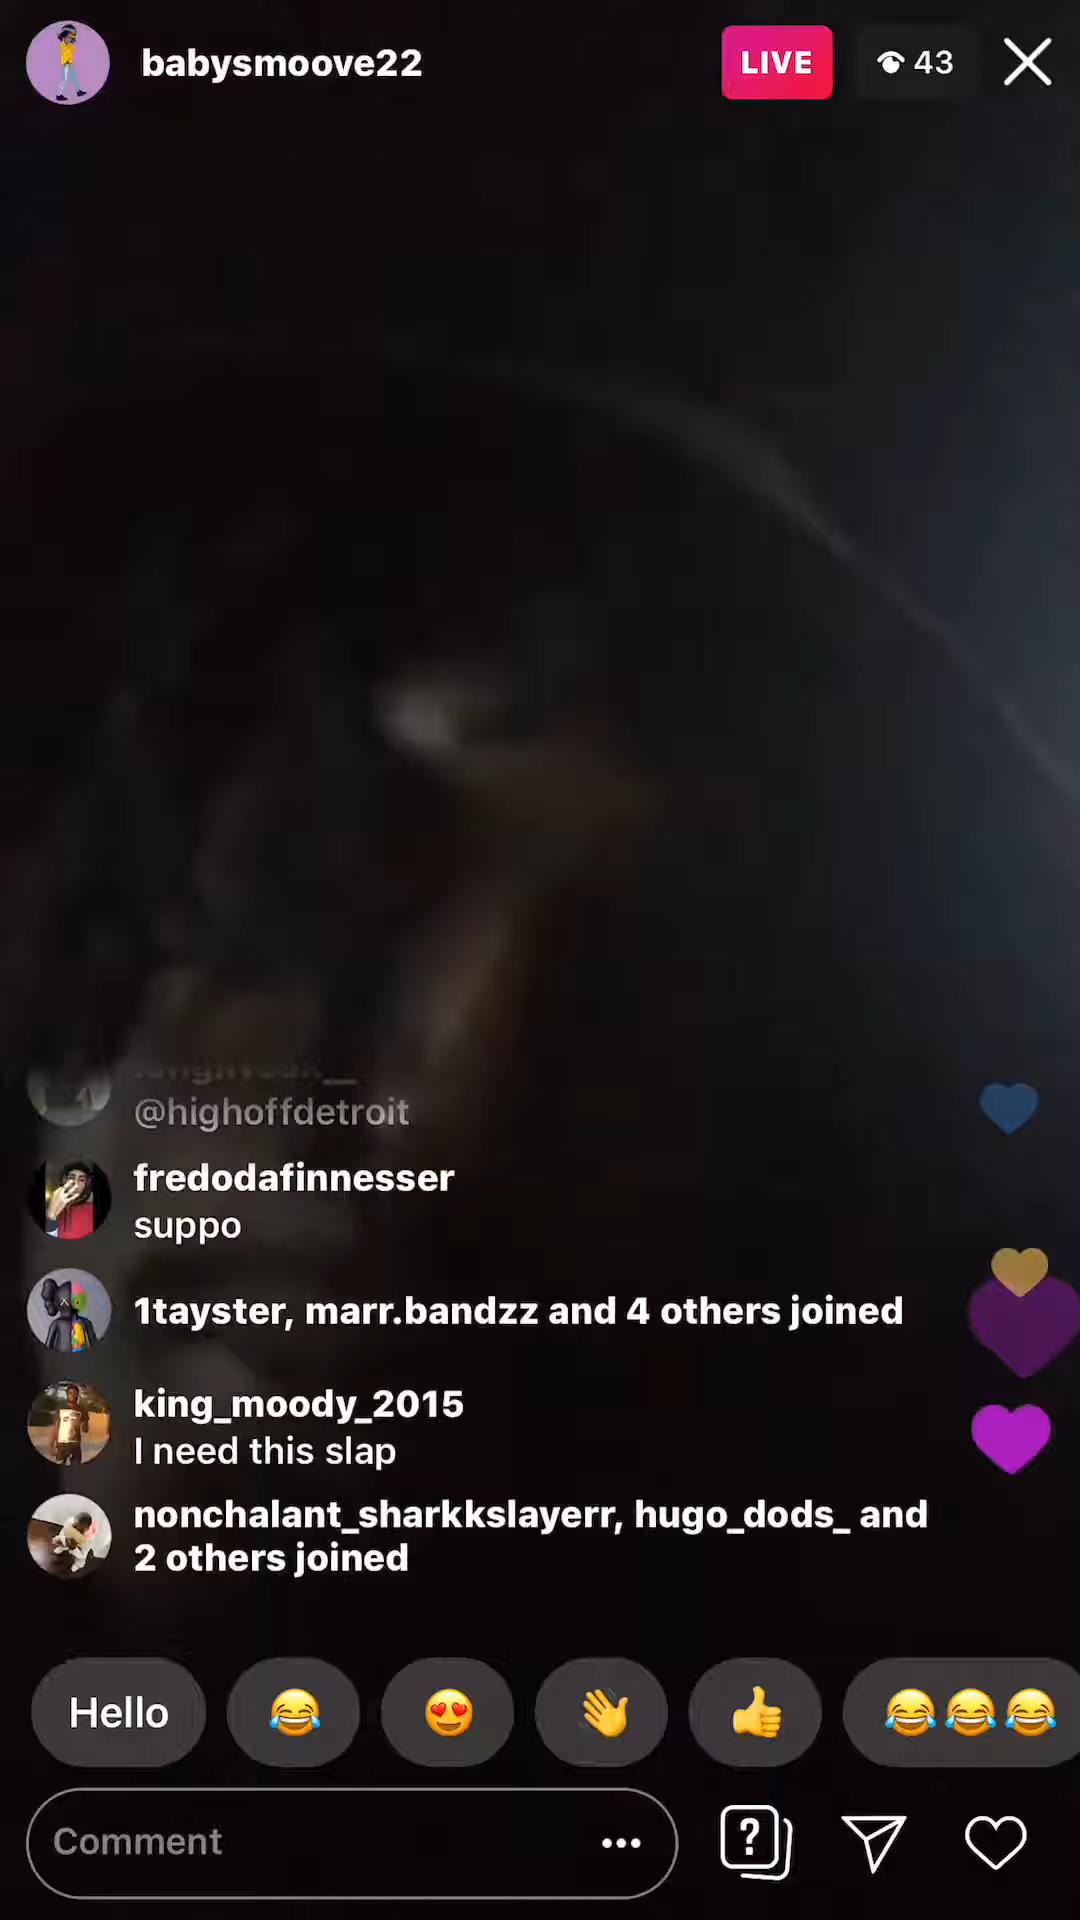 babysmoove22
LIVE
43
@highoffdetroit
fredodafinnesser
suppo
1tayster, marr.bandzz and 4 others joined
king_moody_2015
I need this slap
nonchalant_sharkkslayerr, hugo_dods_ and
2 others joined
Hello
Comment